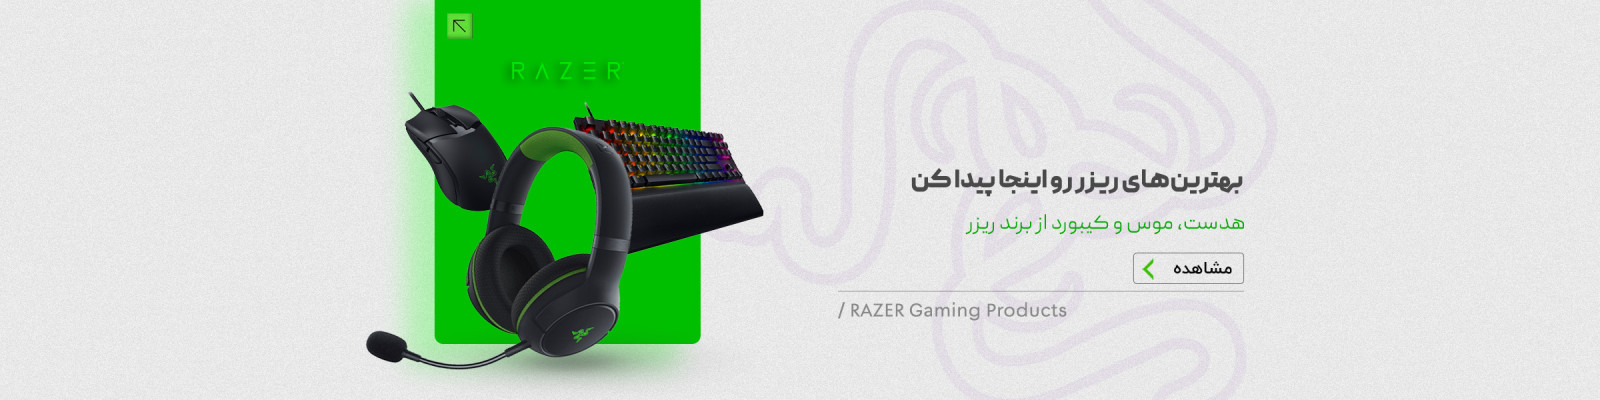 RAZER
بهترین‌های ریزر رو اینجا پیدا کن
هدست، موس و کیبورد از برند ریزر
مشاهده
/ RAZER Gaming Products